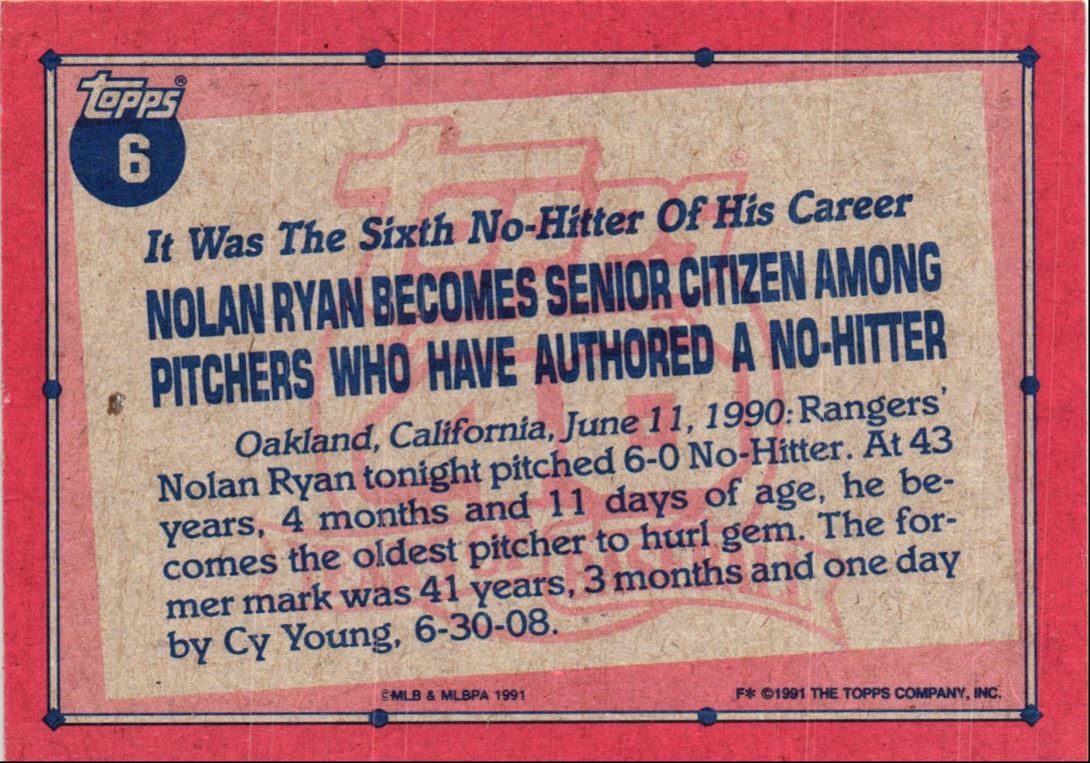 Topps®
6
It Was The Sixth No-Hitter Of His Career
NOLAN RYAN BECOMES SENIOR CITIZEN AMONG
PITCHERS WHO HAVE AUTHORED A NO-HITTER
Oakland, California, June 11, 1990: Rangers'
Nolan Ryan tonight pitched 6-0 No-Hitter. At 43
years, 4 months and 11 days of age, he be-
comes the oldest pitcher to hurl gem. The for-
mer mark was 41 years, 3 months and one day
by Cy Young, 6-30-08.
Topps®
40
©MLB & MLBPA 1991
F* ©1991 THE TOPPS COMPANY, INC.